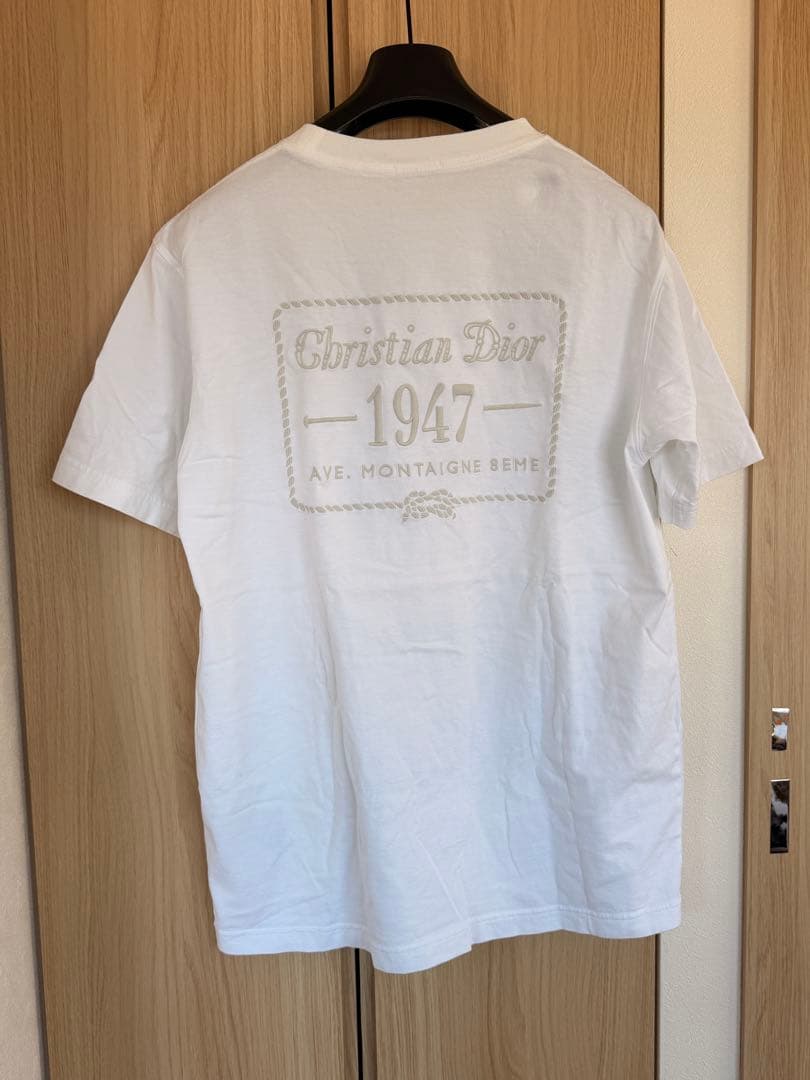 Christian Dior
1947
AVE. MONTAIGNE 8EME